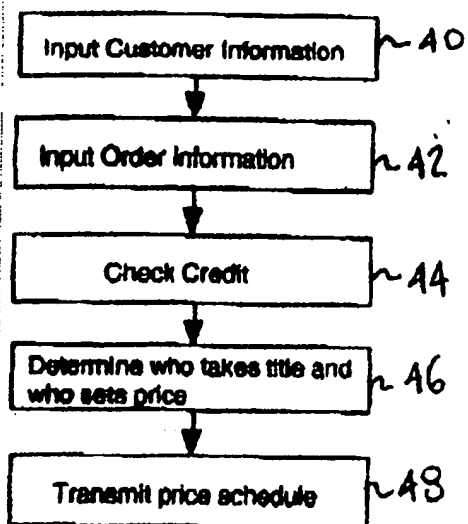 Input Customer Information
40
Input Order Information
42
Check Credit
44
Determine who takes title and
who sets price
46
Transmit price schedule
48